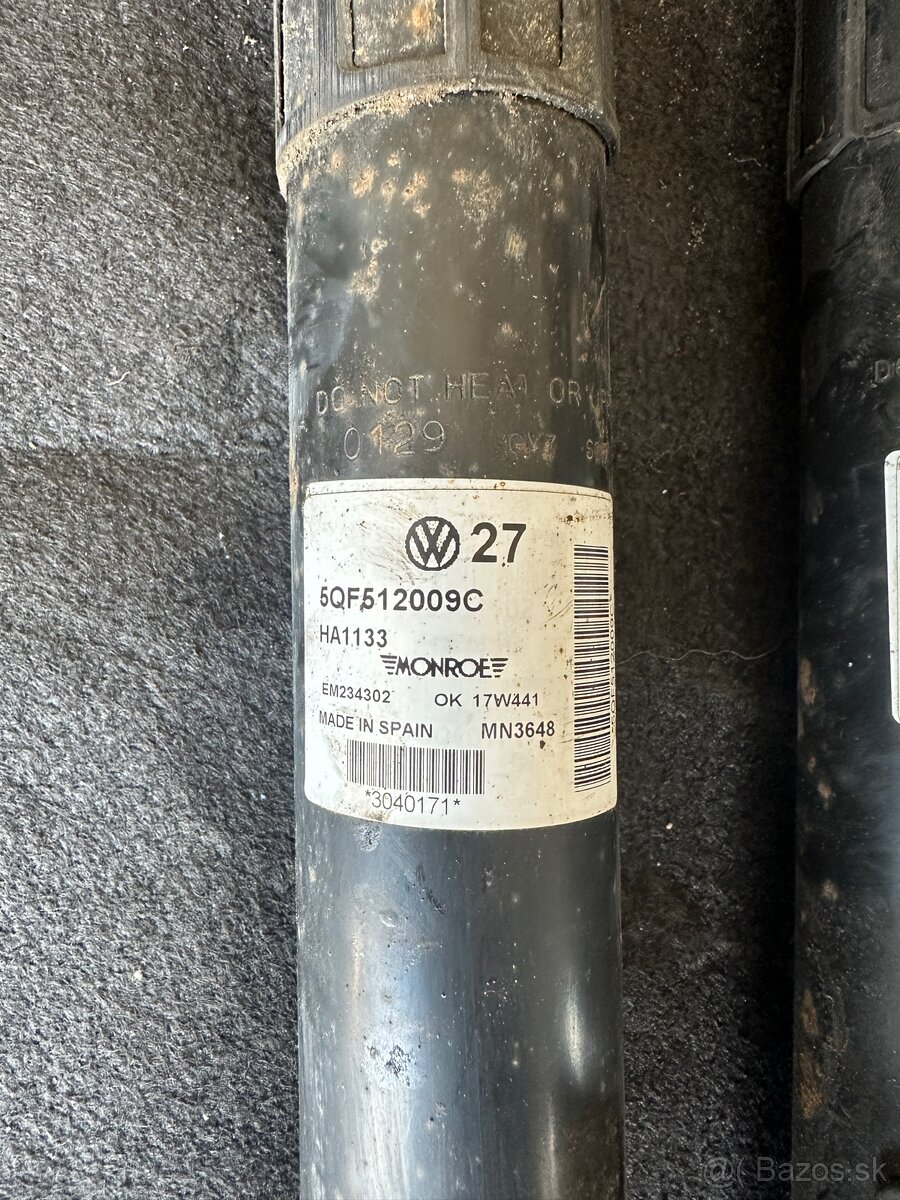 DO NOT HEAT OR
0129
VW 27
5QF512009C
HA1133
MONROE
EM234302 OK 17W441
MADE IN SPAIN MN3648
*3040171*
@( Bazos.sk